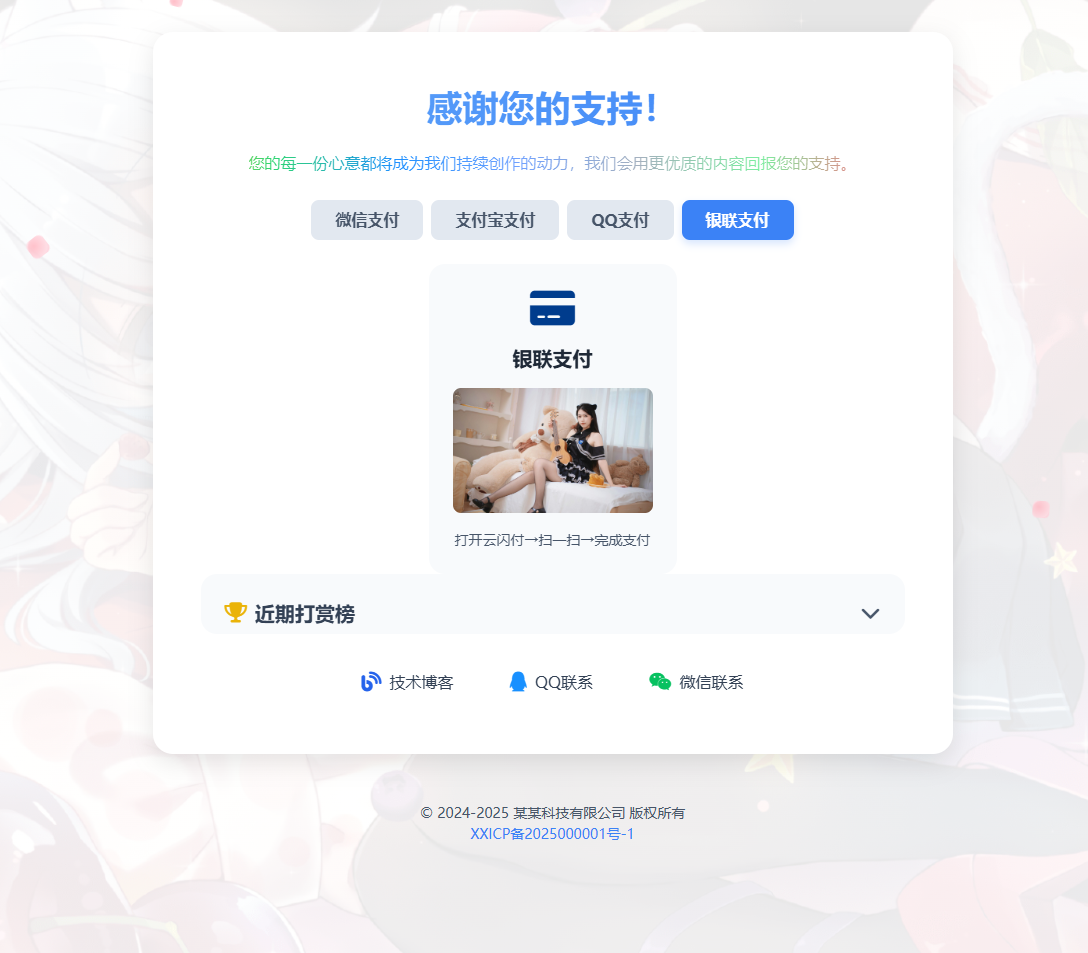 感谢您的支持！
您的每一份心意都将成为我们持续创作的动力，我们会用更优质的内容回报您的支持。
微信支付 支付宝支付 QQ支付 银联支付
银联支付
打开云闪付→扫一扫→完成支付
近期打赏榜
技术博客 QQ联系 微信联系
© 2024-2025 某某科技有限公司 版权所有
XXICP备2025000001号-1